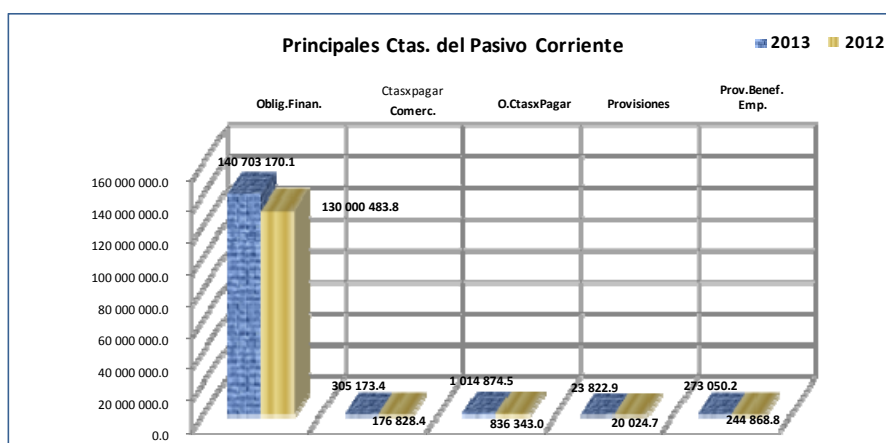 Principales Ctas. del Pasivo Corriente
2013 2012
Oblig.Finan.
Ctasxpagar
Comerc.
O.CtasxPagar
Provisiones
Prov.Benef.
Emp.
160 000 000.0
140 000 000.0
120 000 000.0
100 000 000.0
80 000 000.0
60 000 000.0
40 000 000.0
20 000 000.0
0.0
140 703 170.1
130 000 483.8
305 173.4
176 828.4
1 014 874.5
836 343.0
23 822.9
20 024.7
273 050.2
244 868.8